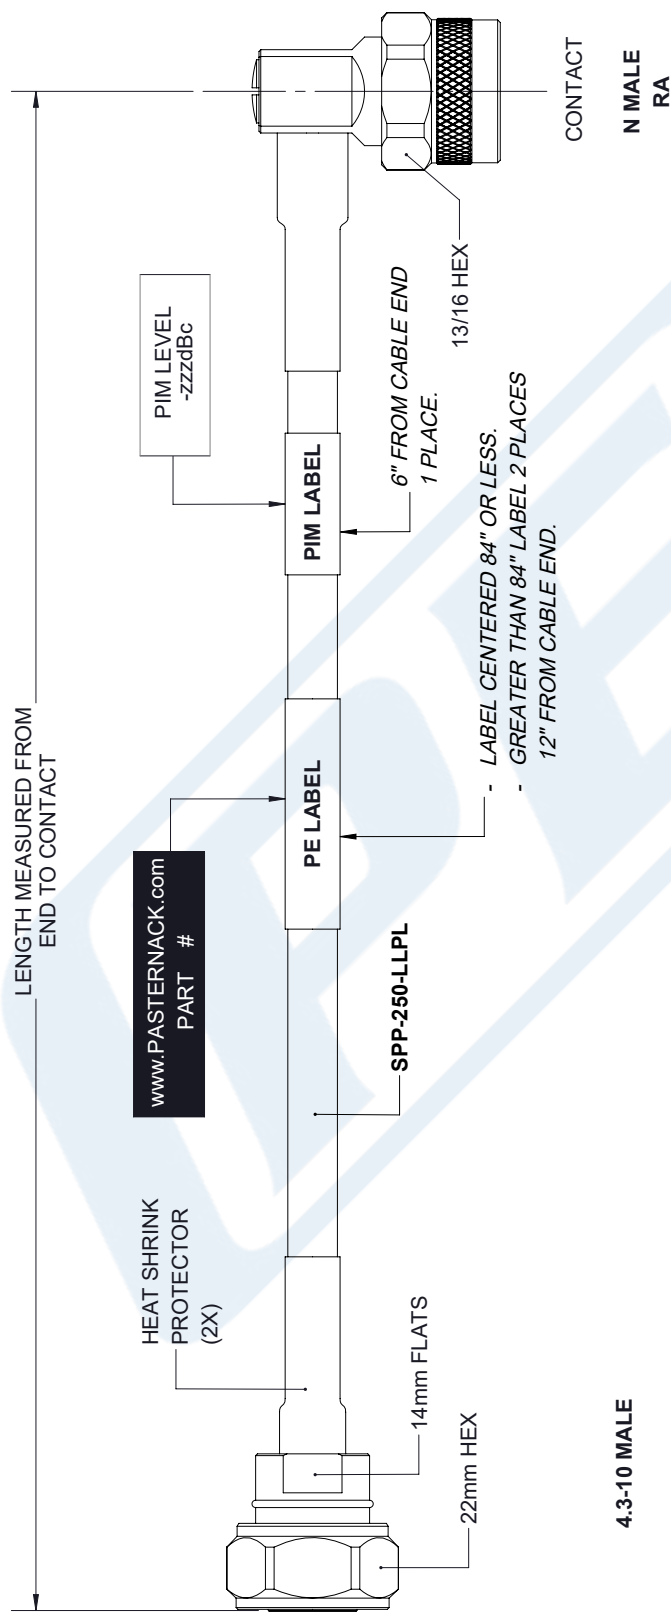 LENGTH MEASURED FROM
END TO CONTACT
www.PASTERNACK.com
PART #
PIM LEVEL
-zzzdBc
HEAT SHRINK
PROTECTOR
(2X)
PE LABEL
PIM LABEL
14mm FLATS
22mm HEX
SPP-250-LLPL
6" FROM CABLE END
1 PLACE.
13/16 HEX
- LABEL CENTERED 84" OR LESS.
- GREATER THAN 84" LABEL 2 PLACES
12" FROM CABLE END.
CONTACT
4.3-10 MALE
N MALE
RA
PE